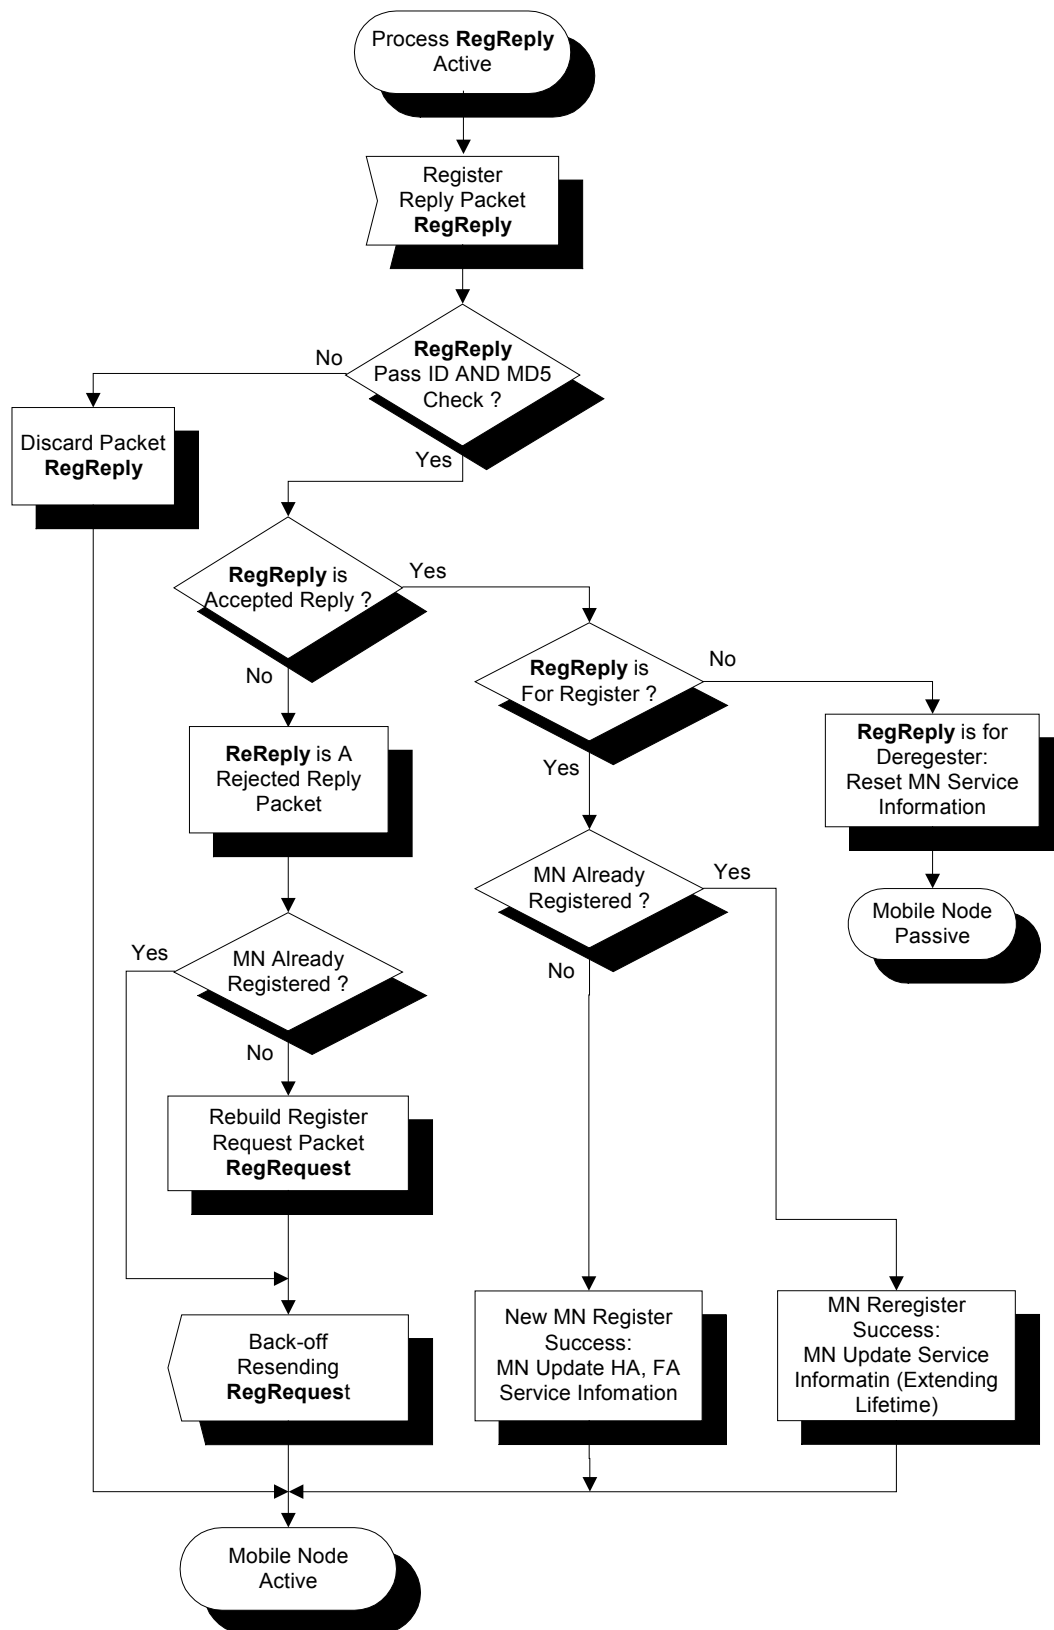 Process RegReply
Active
Register
Reply Packet
RegReply
RegReply
Pass ID AND MD5
Check ?
No
Yes
Discard Packet
RegReply
RegReply is
Accepted Reply ?
Yes
No
RegReply is
For Register ?
No
Yes
RegReply is for
Deregester:
Reset MN Service
Information
ReReply is A
Rejected Reply
Packet
MN Already
Registered ?
Yes
No
Mobile Node
Passive
MN Already
Registered ?
Yes
No
Rebuild Register
Request Packet
RegRequest
Back-off
Resending
RegRequest
New MN Register
Success:
MN Update HA, FA
Service Infomation
MN Reregister
Success:
MN Update Service
Informatin (Extending
Lifetime)
Mobile Node
Active